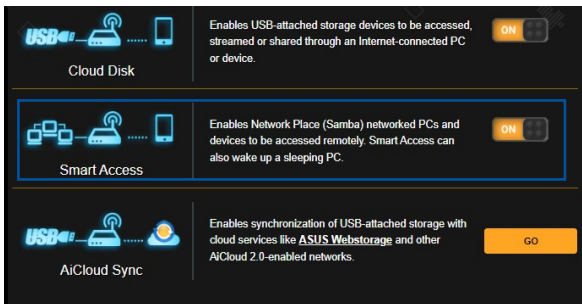 USB
Cloud Disk
Enables USB-attached storage devices to be accessed,
streamed or shared through an Internet-connected PC
or device.
ON
Smart Access
Enables Network Place (Samba) networked PCs and
devices to be accessed remotely. Smart Access can
also wake up a sleeping PC.
ON
USB
AiCloud Sync
Enables synchronization of USB-attached storage with
cloud services like ASUS Webstorage and other
AiCloud 2.0-enabled networks.
GO